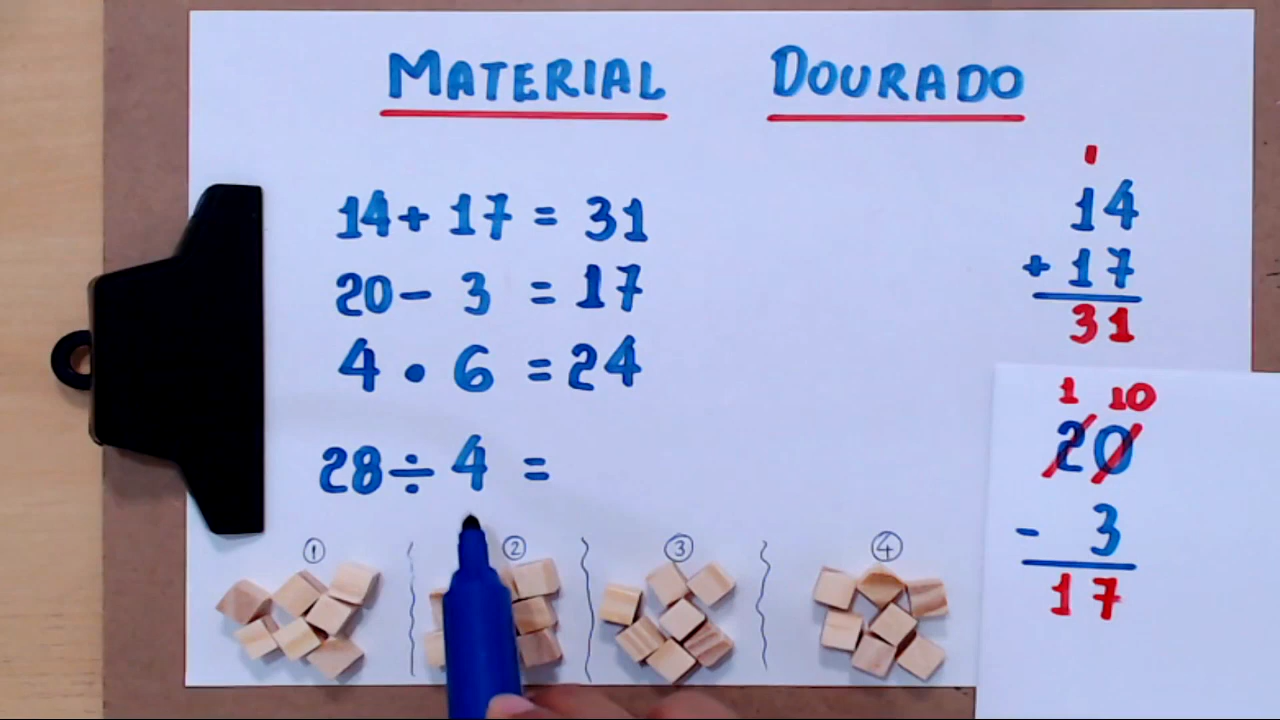 MATERIAL DOURADO
14 + 17 = 31
20 - 3 = 17
4 • 6 = 24
28 ÷ 4 =
① ② ③ ④
1
14
+ 17
31
1 10
20
- 3
17